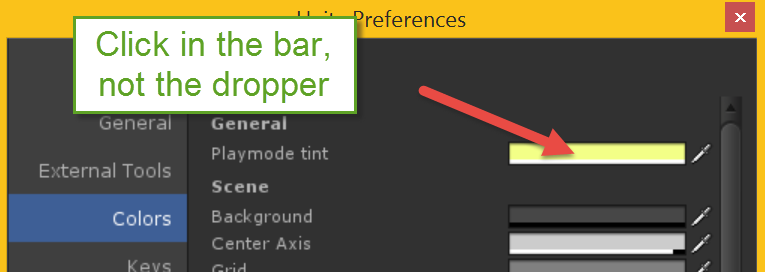 Preferences
Click in the bar,
not the dropper
General
General
Playmode tint
External Tools
Scene
Colors
Background
Center Axis
Keys
Grid